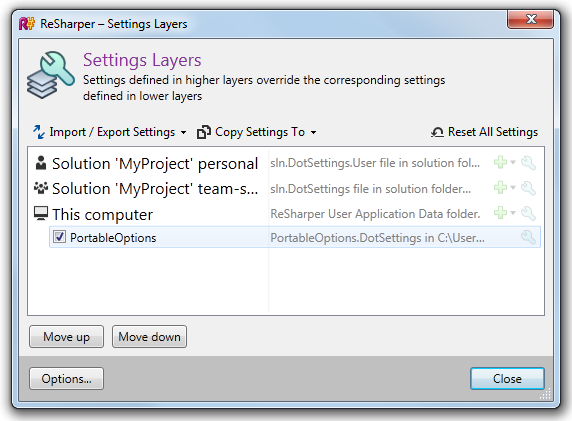 R# ReSharper – Settings Layers
Settings Layers
Settings defined in higher layers override the corresponding settings
defined in lower layers
Import / Export Settings Copy Settings To Reset All Settings
Solution 'MyProject' personal sln.DotSettings.User file in solution fol...
Solution 'MyProject' team-s... sln.DotSettings file in solution folder...
This computer ReSharper User Application Data folder.
PortableOptions PortableOptions.DotSettings in C:\User...
Move up Move down
Options... Close